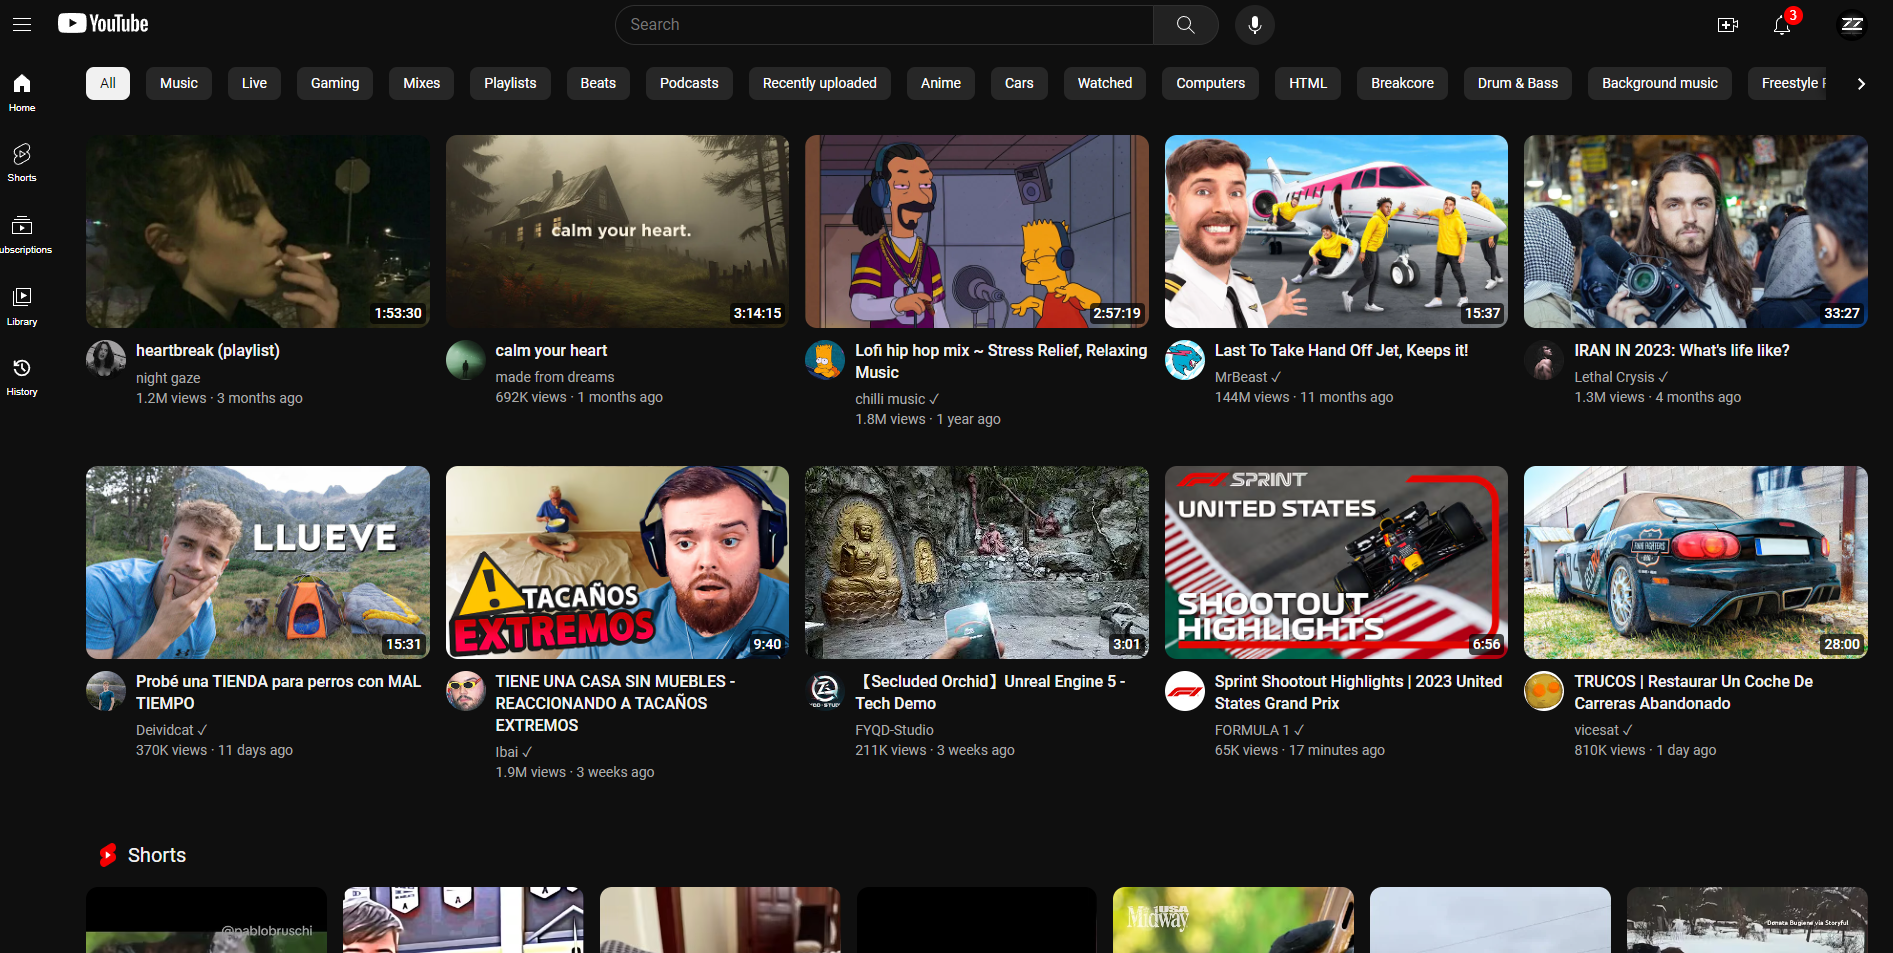 YouTube
Search
3
ZZ
All
Music
Live
Gaming
Mixes
Playlists
Beats
Podcasts
Recently uploaded
Anime
Cars
Watched
Computers
HTML
Breakcore
Drum & Bass
Background music
Freestyle
Home
Shorts
ubscriptions
Library
History
1:53:30
calm your heart.
3:14:15
2:57:19
15:37
33:27
heartbreak (playlist)
night gaze
1.2M views · 3 months ago
calm your heart
made from dreams
692K views · 1 months ago
Lofi hip hop mix ~ Stress Relief, Relaxing
Music
chilli music ✓
1.8M views · 1 year ago
Last To Take Hand Off Jet, Keeps it!
MrBeast ✓
144M views · 11 months ago
IRAN IN 2023: What's life like?
Lethal Crysis ✓
1.3M views · 4 months ago
LLUEVE
15:31
TACAÑOS
EXTREMOS
9:40
3:01
F1 SPRINT
UNITED STATES
SHOOTOUT
HIGHLIGHTS
6:56
28:00
Probé una TIENDA para perros con MAL
TIEMPO
Deividcat ✓
370K views · 11 days ago
TIENE UNA CASA SIN MUEBLES -
REACCIONANDO A TACAÑOS
EXTREMOS
Ibai ✓
1.9M views · 3 weeks ago
【Secluded Orchid】Unreal Engine 5 -
Tech Demo
FYQD-Studio
211K views · 3 weeks ago
Sprint Shootout Highlights | 2023 United
States Grand Prix
FORMULA 1 ✓
65K views · 17 minutes ago
TRUCOS | Restaurar Un Coche De
Carreras Abandonado
vicesat ✓
810K views · 1 day ago
Shorts
@pablobruschi
A
A
A
USA
Midway
Donata Bugiene via Storyful